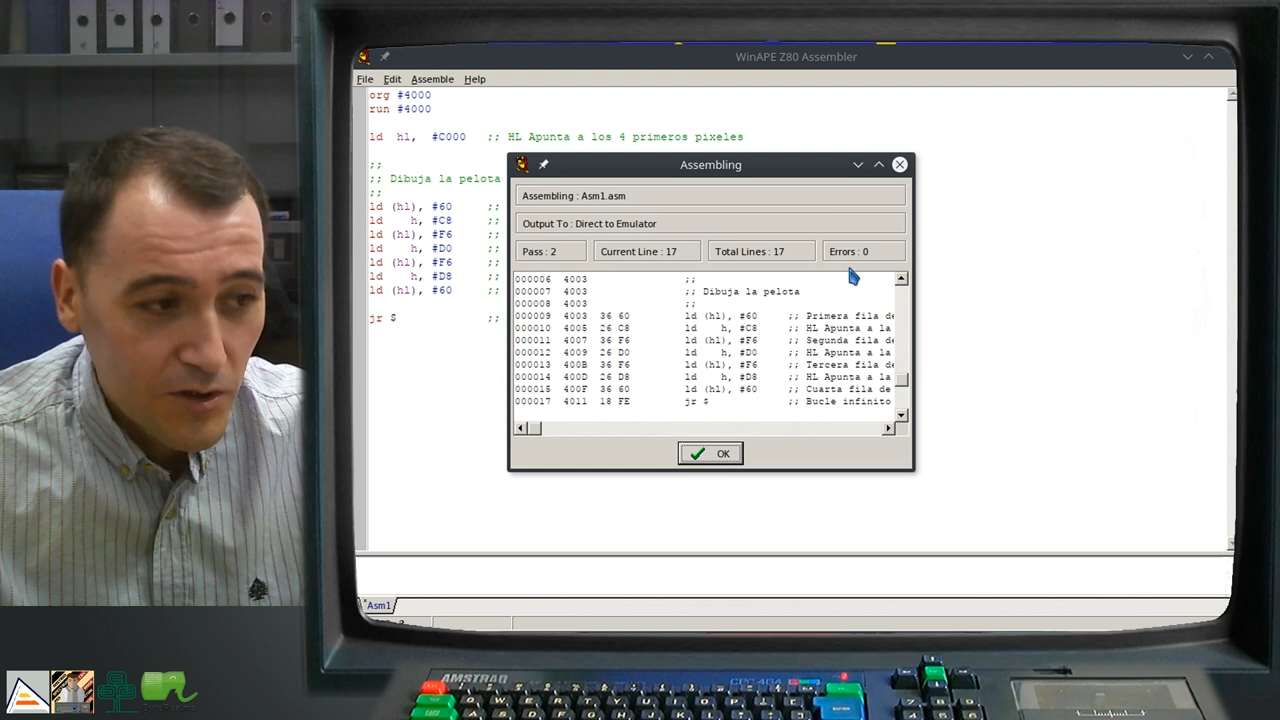 WinAPE Z80 Assembler
File Edit Assemble Help
org #4000
run #4000
ld hl, #C000 ;; HL Apunta a los 4 primeros pixeles
;;
;; Dibuja la pelota
;;
ld (hl), #60 ;;
ld h, #C8 ;;
ld (hl), #F6 ;;
ld h, #D0 ;;
ld (hl), #F6 ;;
ld h, #D8 ;;
ld (hl), #60 ;;
jr $ ;;
Assembling
Assembling : Asm1.asm
Output To : Direct to Emulator
Pass : 2 Current Line : 17 Total Lines : 17 Errors : 0
000006 4003 ;;
000007 4003 ;; Dibuja la pelota
000008 4003 ;;
000009 4003 36 60 ld (hl), #60 ;; Primera fila de
000010 4005 26 C8 ld h, #C8 ;; HL Apunta a la
000011 4007 36 F6 ld (hl), #F6 ;; Segunda fila de
000012 4009 26 D0 ld h, #D0 ;; HL Apunta a la
000013 400B 36 F6 ld (hl), #F6 ;; Tercera fila de
000014 400D 26 D8 ld h, #D8 ;; HL Apunta a la
000015 400F 36 60 ld (hl), #60 ;; Cuarta fila de
000017 4011 18 FE jr $ ;; Bucle infinito
OK
Asm1
AMSTRAD CPC 464